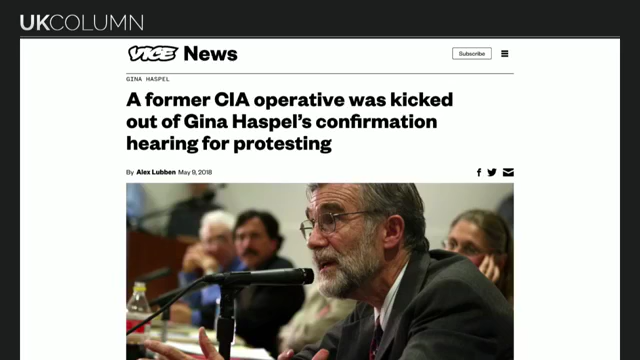 UKCOLUMN
VICE News
Subscribe
GINA HASPEL
A former CIA operative was kicked
out of Gina Haspel's confirmation
hearing for protesting
By Alex Lubben May 9, 2018